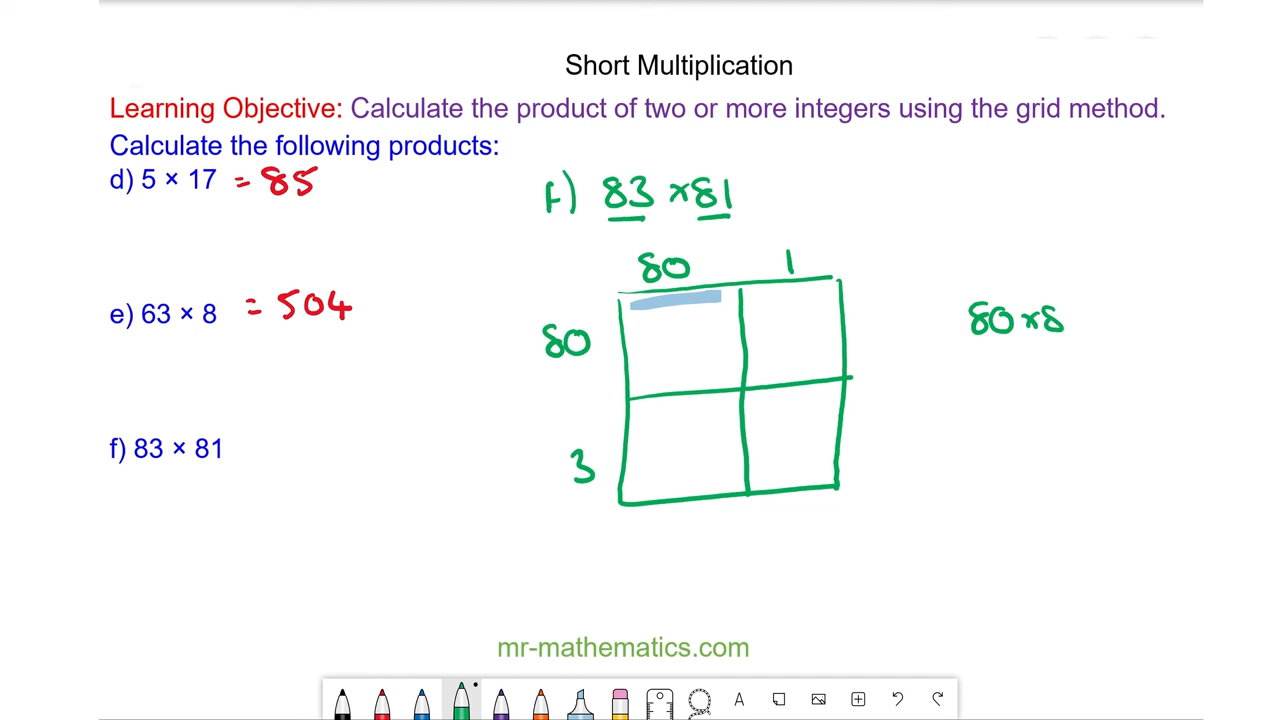 Short Multiplication
Learning Objective: Calculate the product of two or more integers using the grid method.
Calculate the following products:
d) 5 × 17 = 85
f) 83 × 81
80 1
e) 63 × 8 = 504
80
80 × 8
f) 83 × 81
3
mr-mathematics.com
A